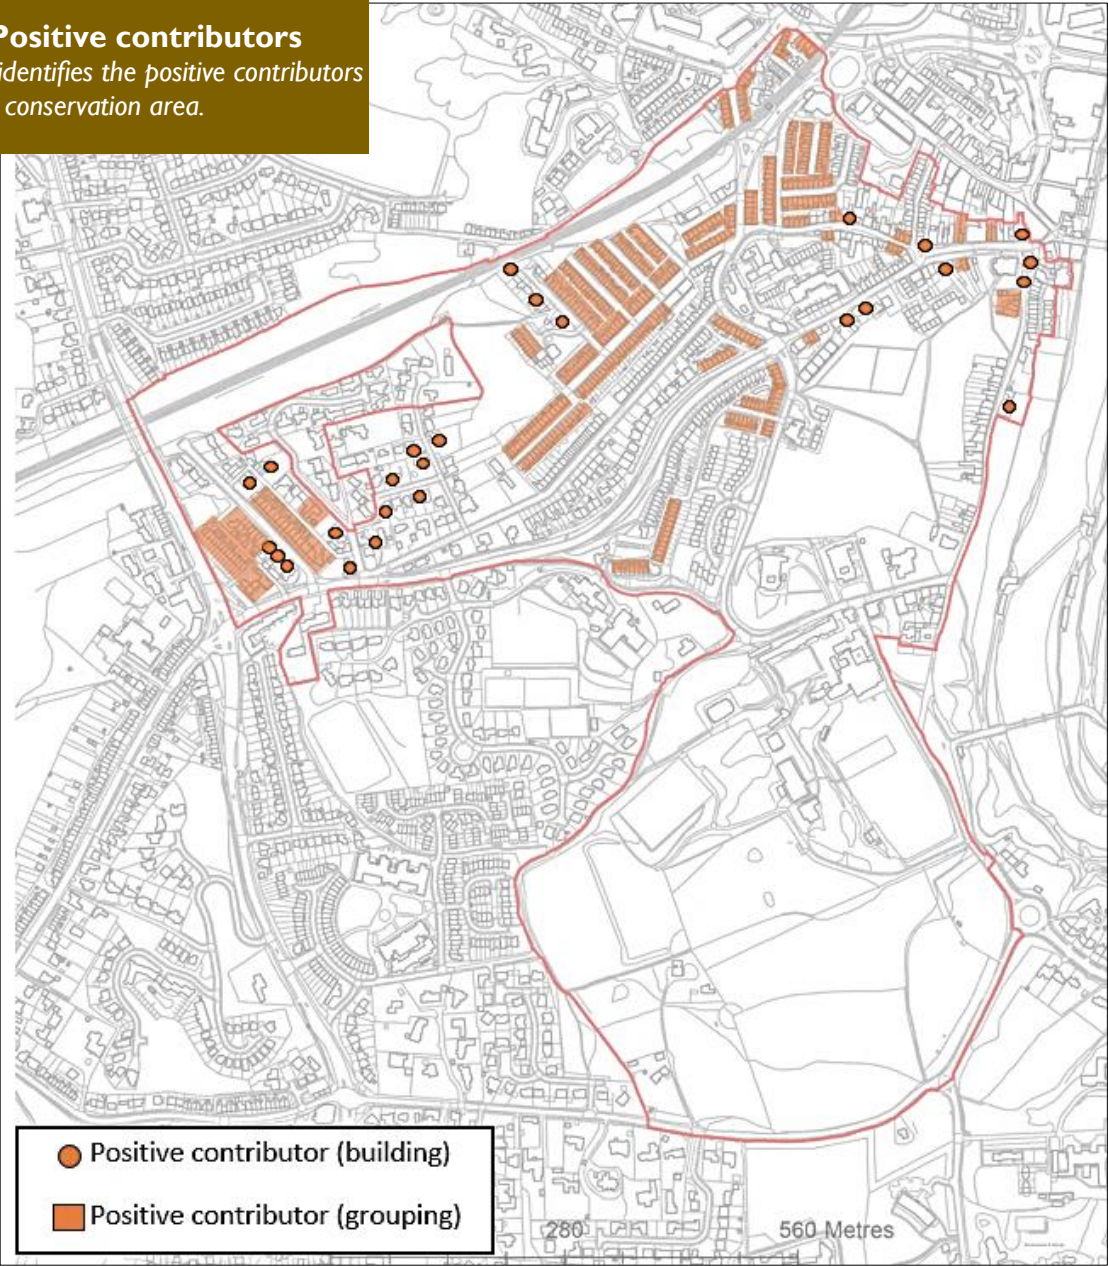 Positive contributors
identifies the positive contributors
conservation area.
Positive contributor (building)
Positive contributor (grouping)
280
560 Metres